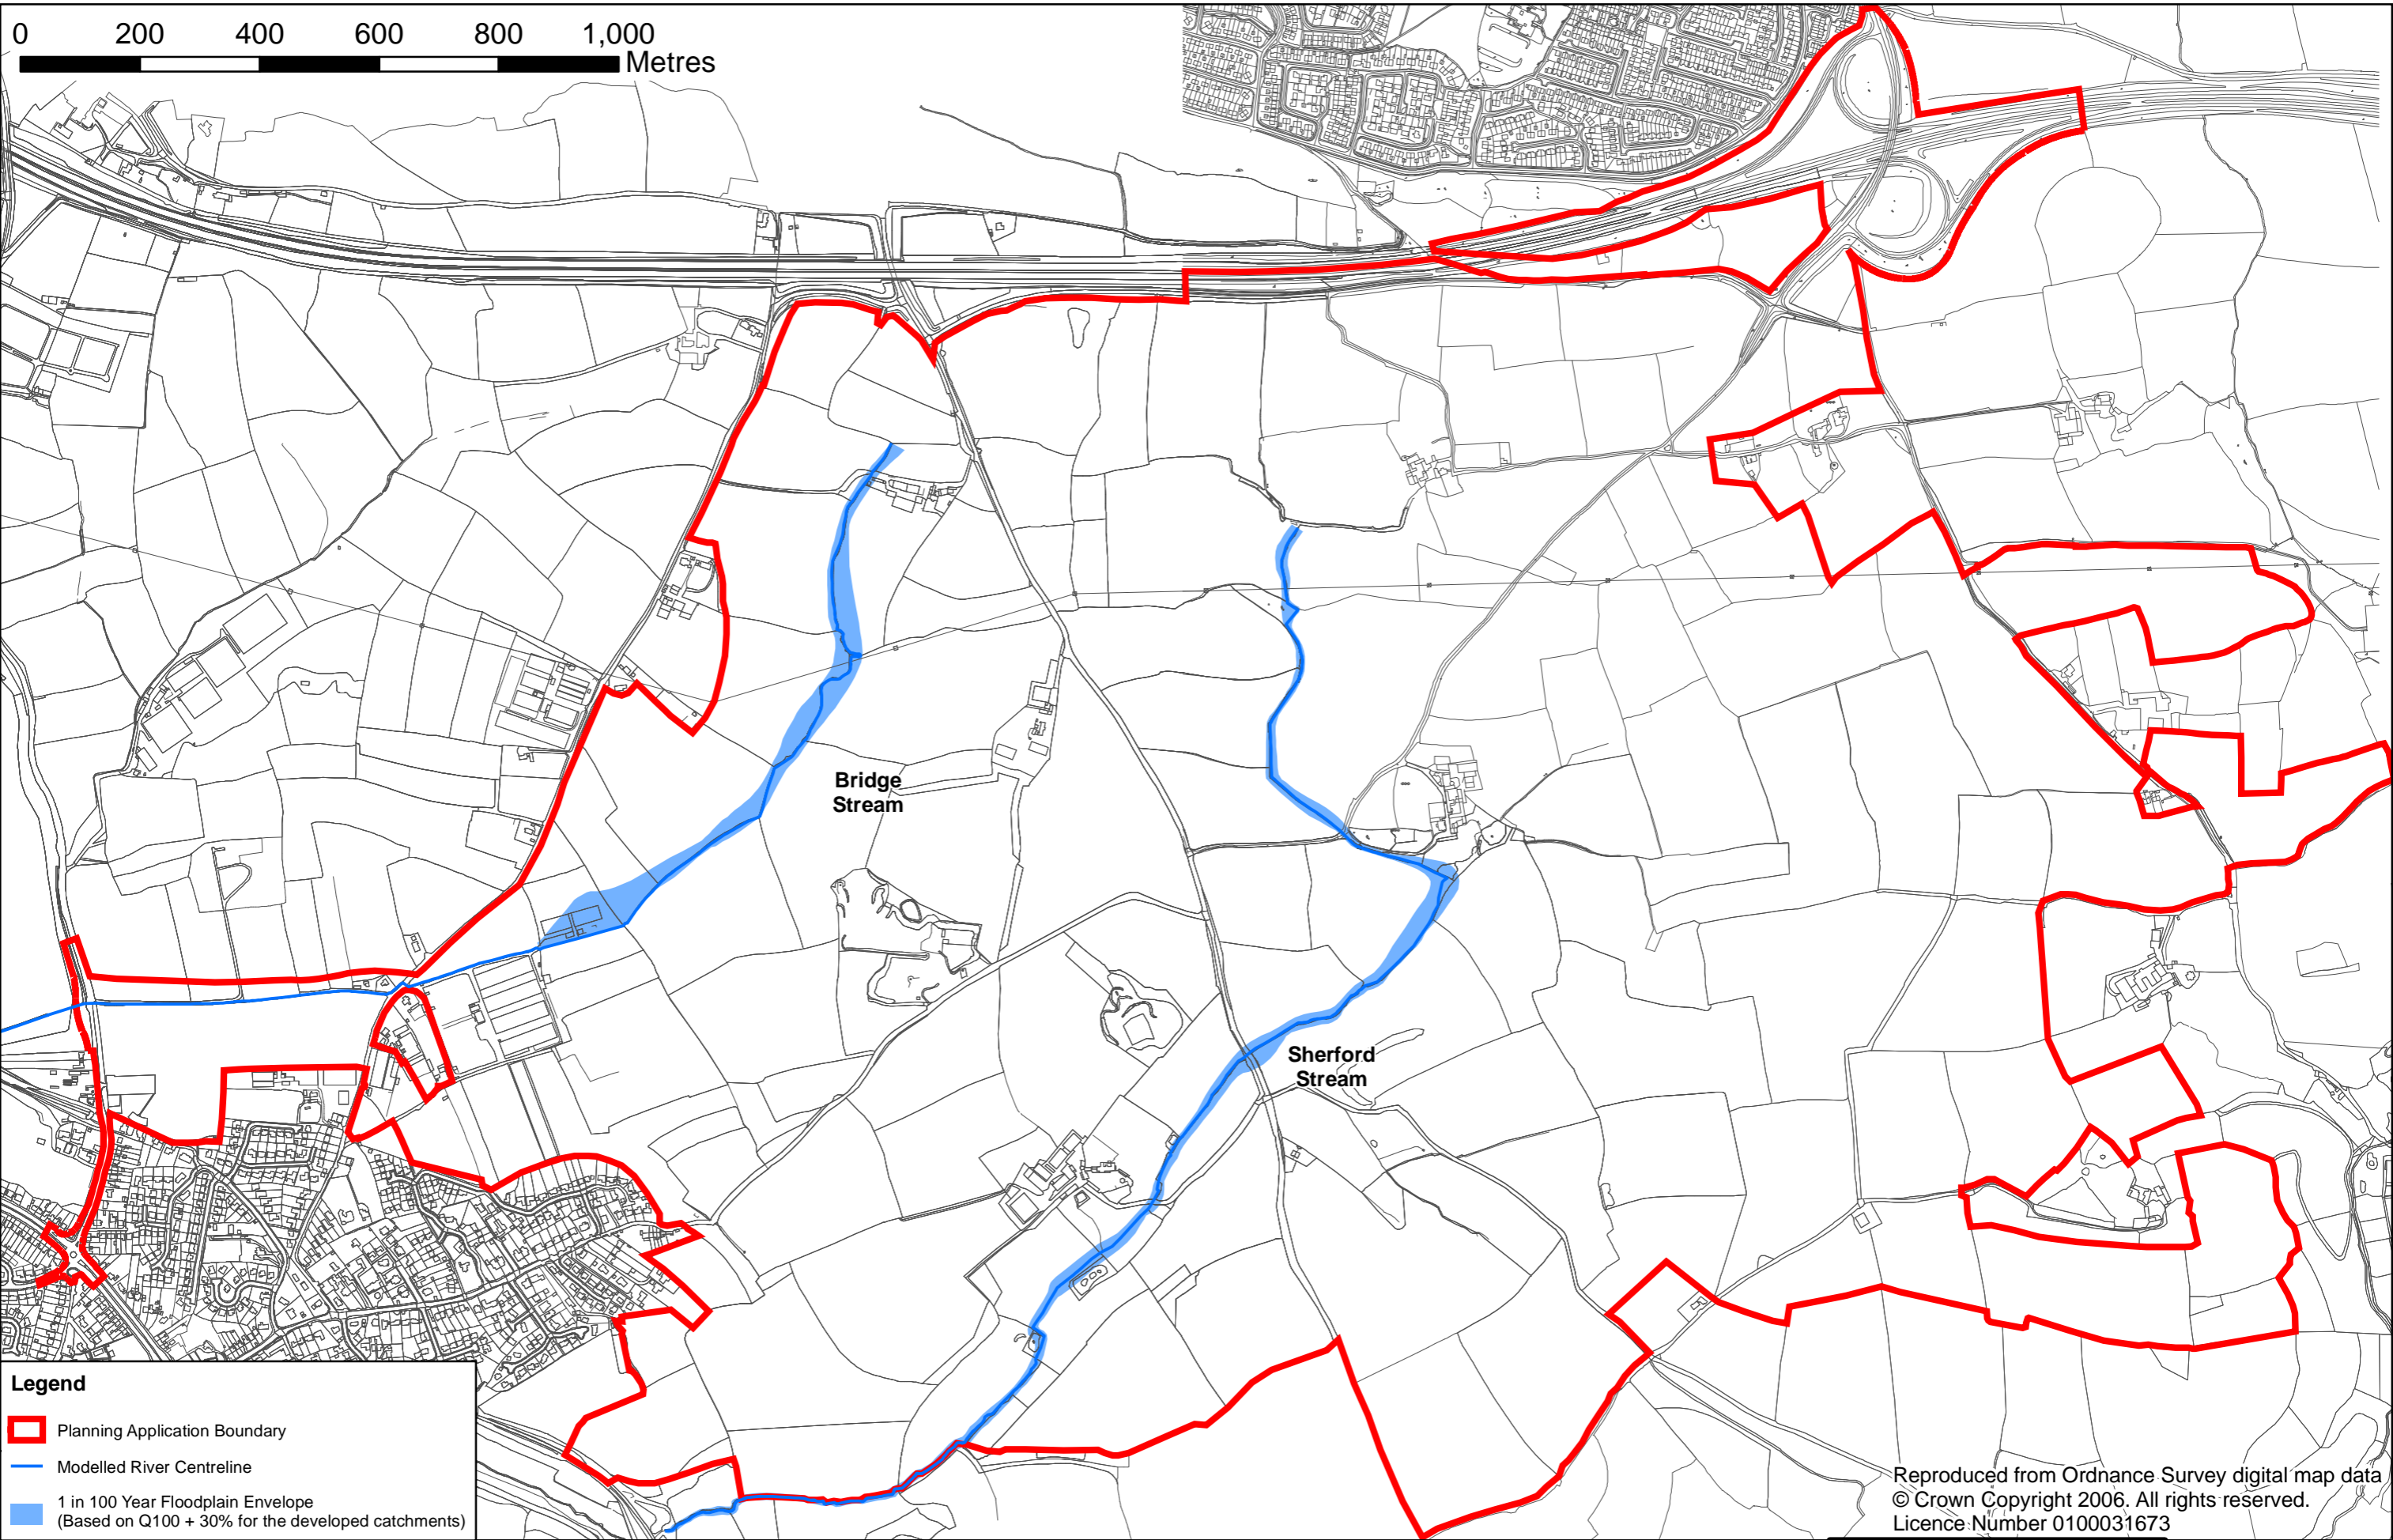 0 200 400 600 800 1,000
Metres
Bridge
Stream
Sherford
Stream
Legend
Planning Application Boundary
Modelled River Centreline
1 in 100 Year Floodplain Envelope
(Based on Q100 + 30% for the developed catchments)
Reproduced from Ordnance Survey digital map data
© Crown Copyright 2006. All rights reserved.
Licence Number 0100031673